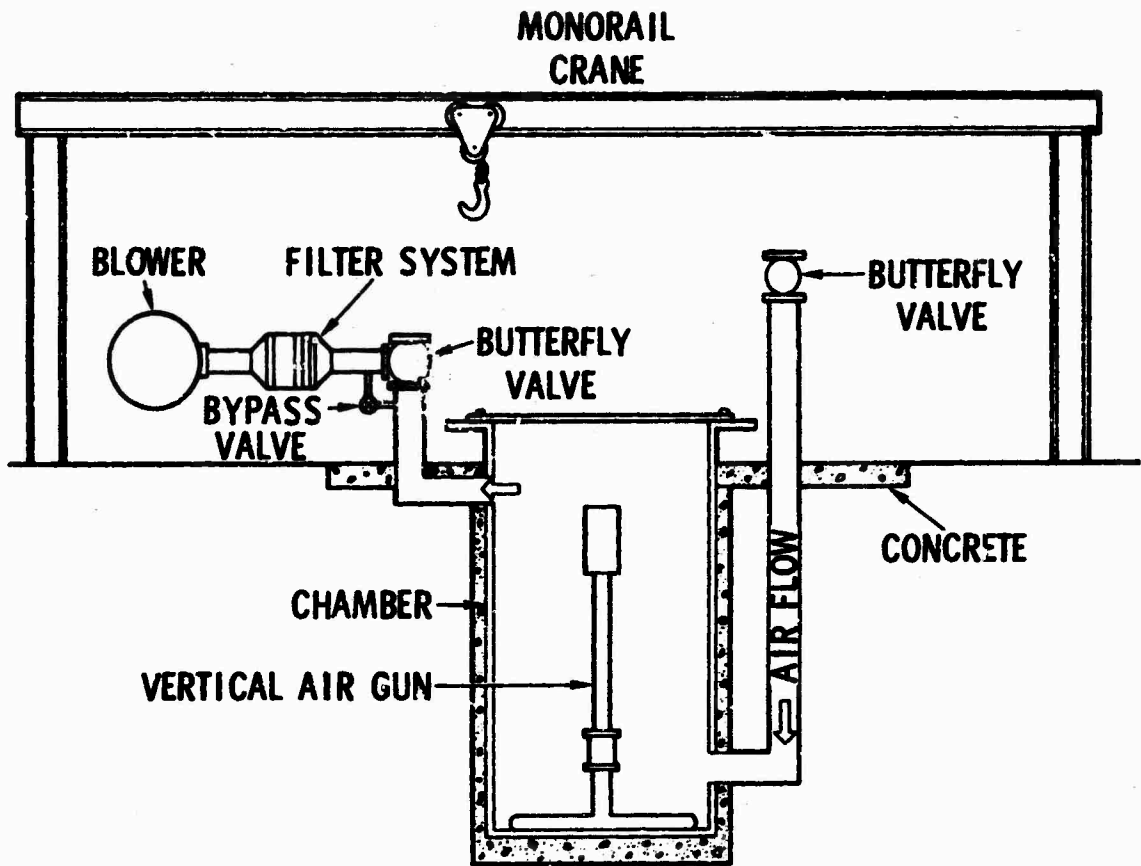 MONORAIL
CRANE
BLOWER
FILTER SYSTEM
BUTTERFLY
VALVE
BUTTERFLY
VALVE
BYPASS
VALVE
CONCRETE
AIR FLOW
CHAMBER
VERTICAL AIR GUN